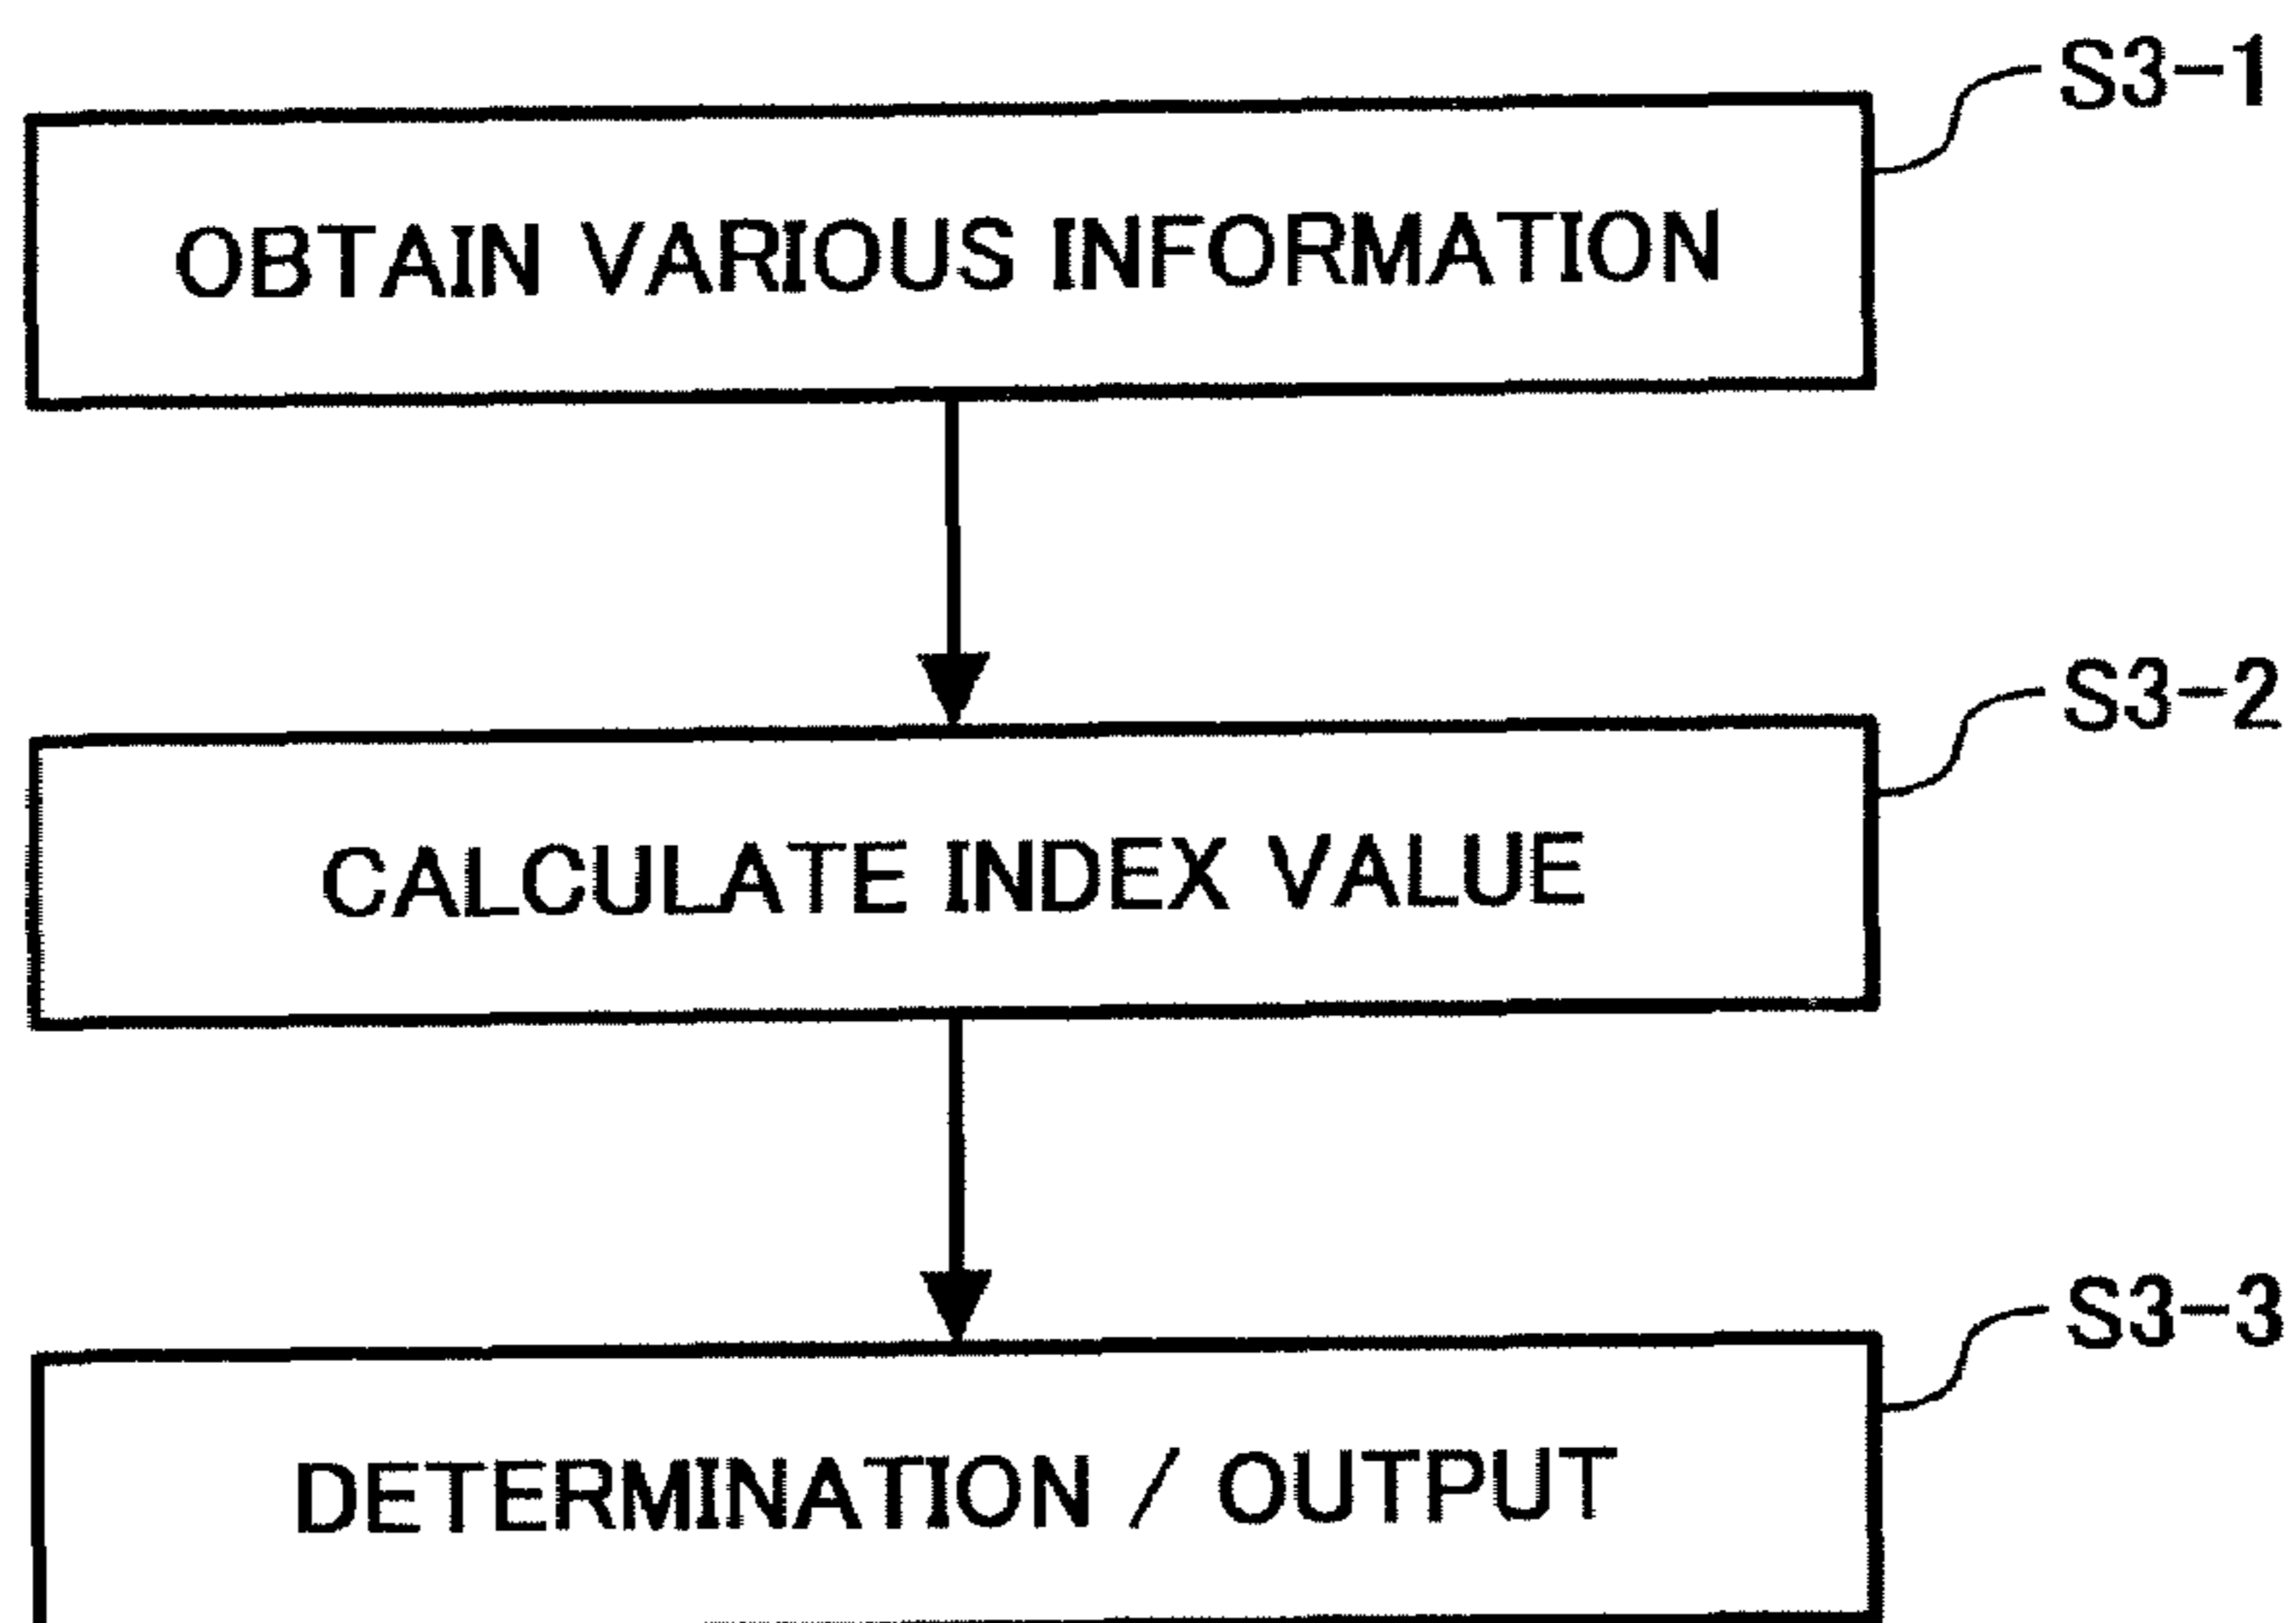 S3-1
OBTAIN VARIOUS INFORMATION
S3-2
CALCULATE INDEX VALUE
S3-3
DETERMINATION / OUTPUT